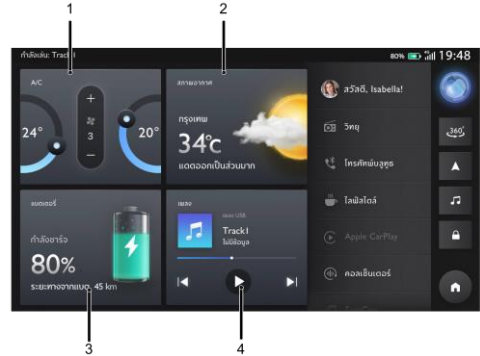 1
2
กำลังเล่น: Track1
80%
19:48
A/C
24°
+
3
−
20°
สภาพอากาศ
กรุงเทพ
34°c
แดดออกเป็นส่วนมาก
แบตเตอรี่
กำลังชาร์จ
80%
ระยะทางจากแบต. 45 km
เพลง
เพลง USB
Track1
ไม่มีข้อมูล
สวัสดี, Isabella!
วิทยุ
โทรศัพท์บลูทูธ
ไลฟ์สไตล์
Apple CarPlay
คอลเซ็นเตอร์
360°
3
4